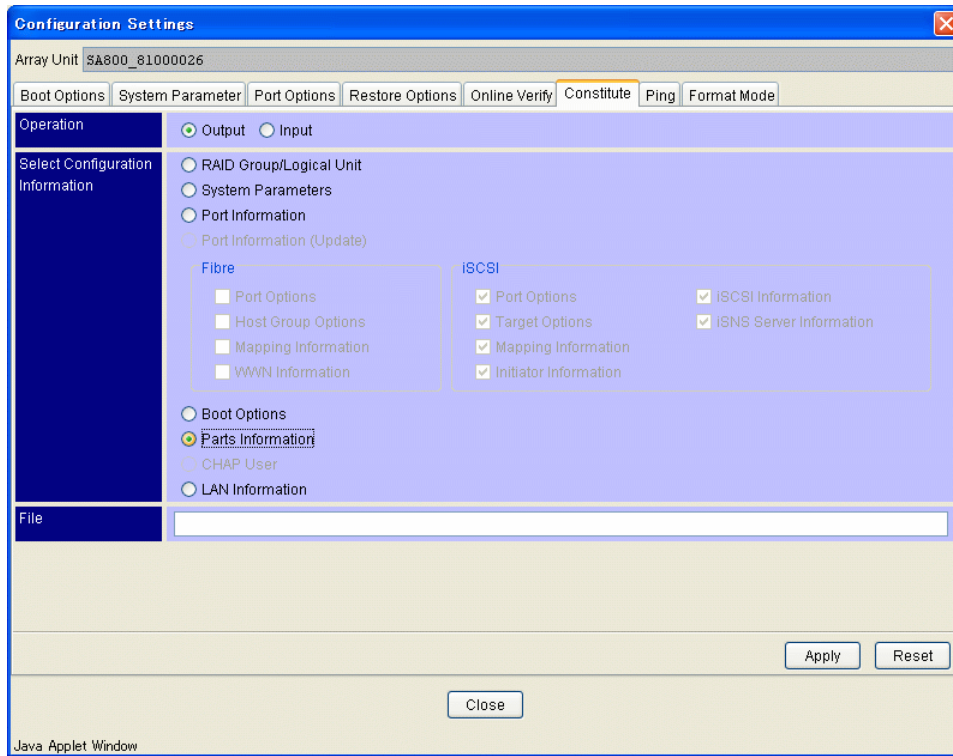 Configuration Settings
Array Unit SA800_81000026
Boot Options System Parameter Port Options Restore Options Online Verify Constitute Ping Format Mode
Operation
Output Input
Select Configuration Information
RAID Group/Logical Unit
System Parameters
Port Information
Port Information (Update)
Fibre
Port Options
Host Group Options
Mapping Information
WWN Information
iSCSI
Port Options
Target Options
Mapping Information
Initiator Information
iSCSI Information
iSNS Server Information
Boot Options
Parts Information
CHAP User
LAN Information
File
Apply Reset
Close
Java Applet Window